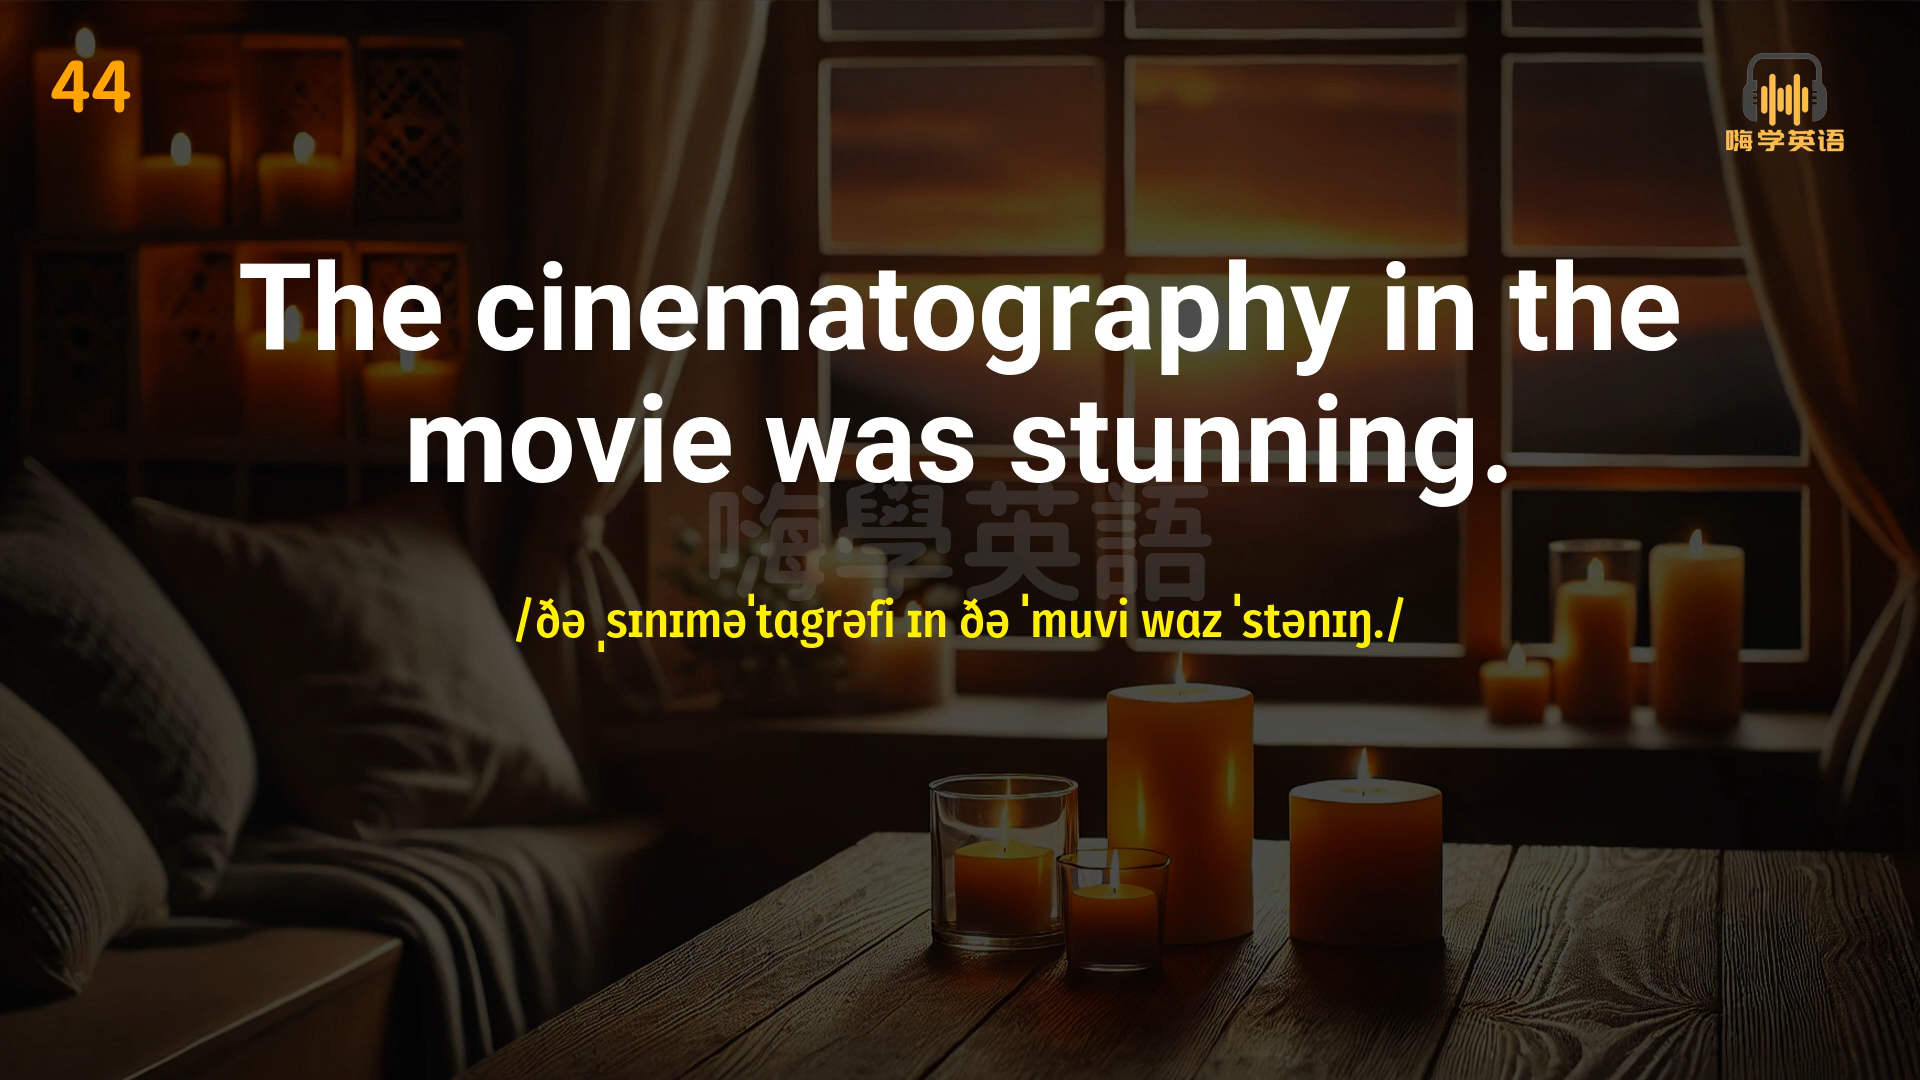 44
嗨学英语
The cinematography in the
movie was stunning.
嗨學英語
/ðə ˌsɪnɪməˈtɑgrəfi ɪn ðə ˈmuvi wɑz ˈstənɪŋ./